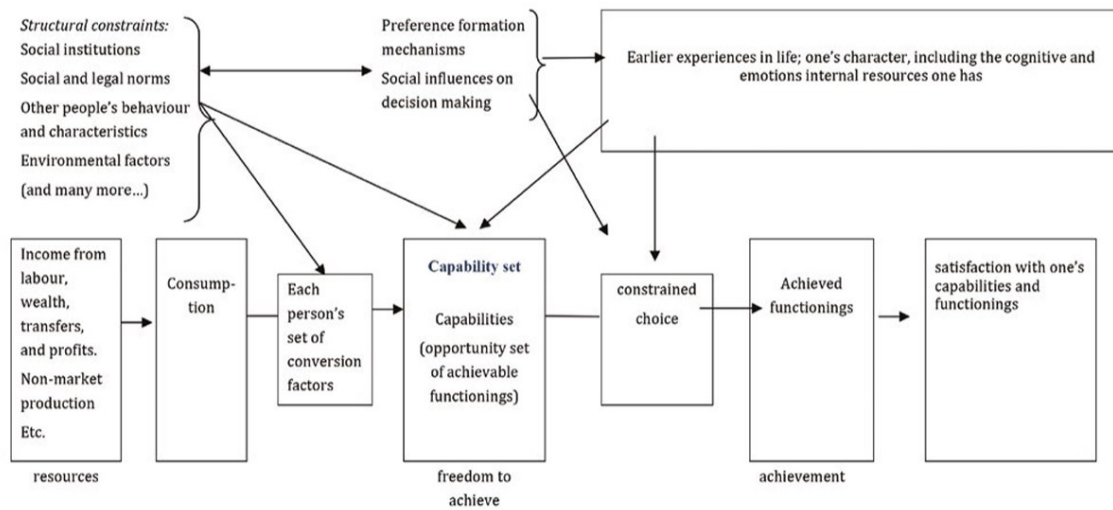 Structural constraints:
Social institutions
Social and legal norms
Other people's behaviour
and characteristics
Environmental factors
(and many more...)
Preference formation
mechanisms
Social influences on
decision making
Earlier experiences in life; one's character, including the cognitive and
emotions internal resources one has
Income from
labour,
wealth,
transfers,
and profits.
Non-market
production
Etc.
resources
Consump-
tion
Each
person's
set of
conversion
factors
Capability set
Capabilities
(opportunity set
of achievable
functionings)
freedom to
achieve
constrained
choice
Achieved
functionings
achievement
satisfaction with one's
capabilities and
functionings